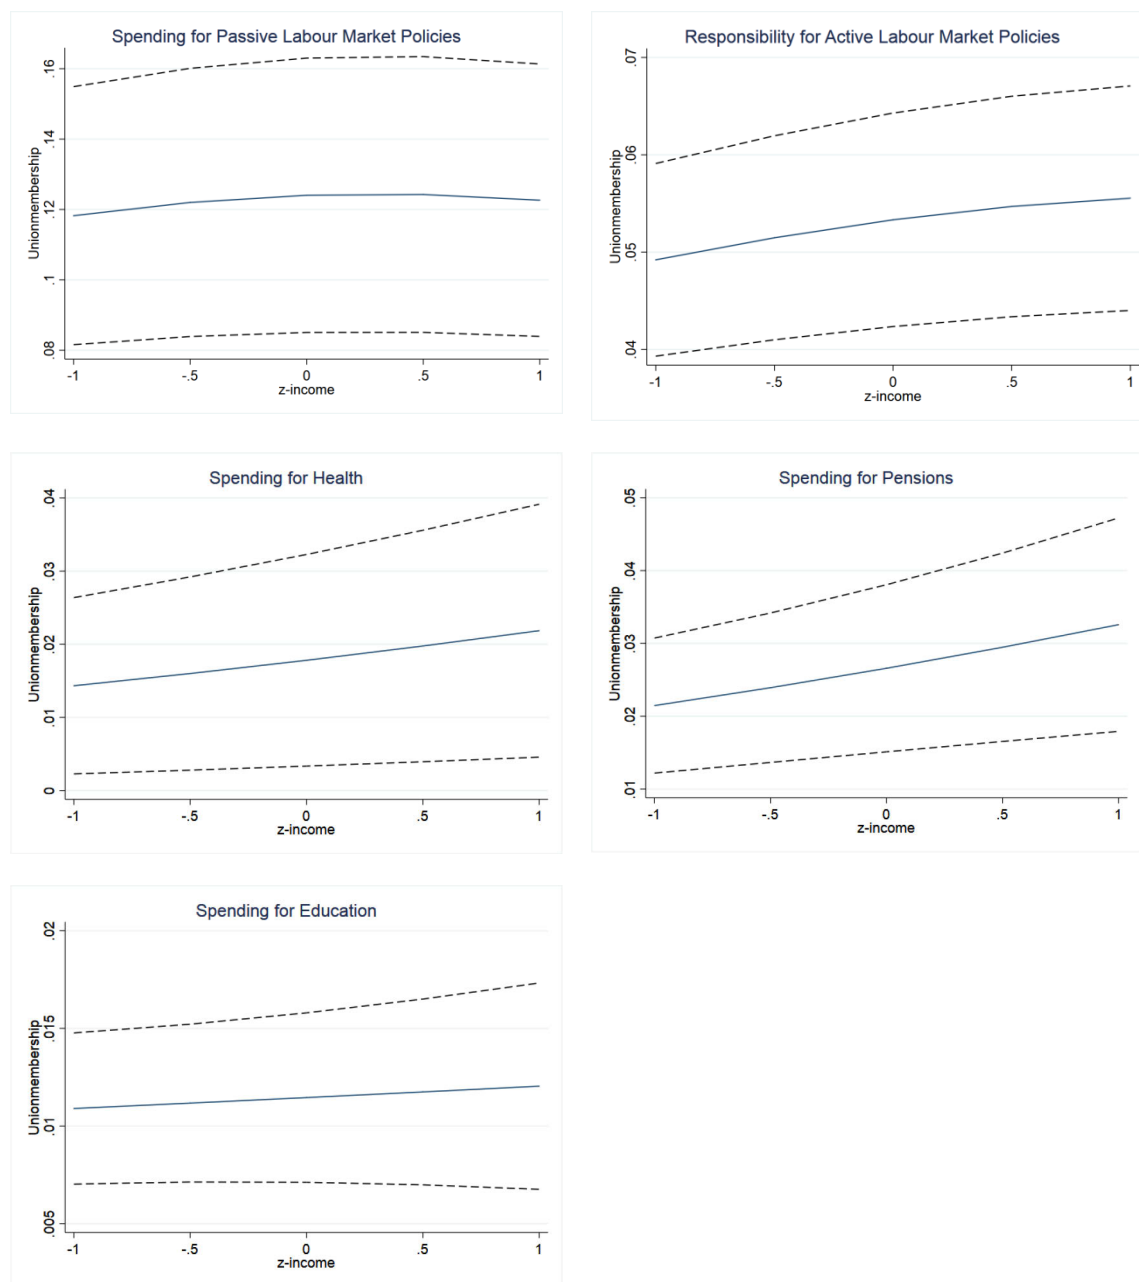 Spending for Passive Labour Market Policies
Unionmembership
.16
.14
.12
.1
.08
-1 -.5 0 .5 1
z-income
Responsibility for Active Labour Market Policies
Unionmembership
.07
.06
.05
.04
-1 -.5 0 .5 1
z-income
Spending for Health
Unionmembership
.04
.03
.02
.01
0
-1 -.5 0 .5 1
z-income
Spending for Pensions
Unionmembership
.05
.04
.03
.02
.01
-1 -.5 0 .5 1
z-income
Spending for Education
Unionmembership
.02
.015
.01
.005
-1 -.5 0 .5 1
z-income